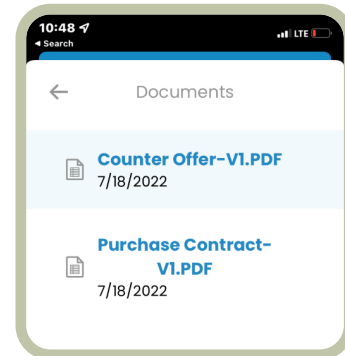 10:48 LTE
◄ Search
Documents
Counter Offer-V1.PDF
7/18/2022
Purchase Contract-
V1.PDF
7/18/2022